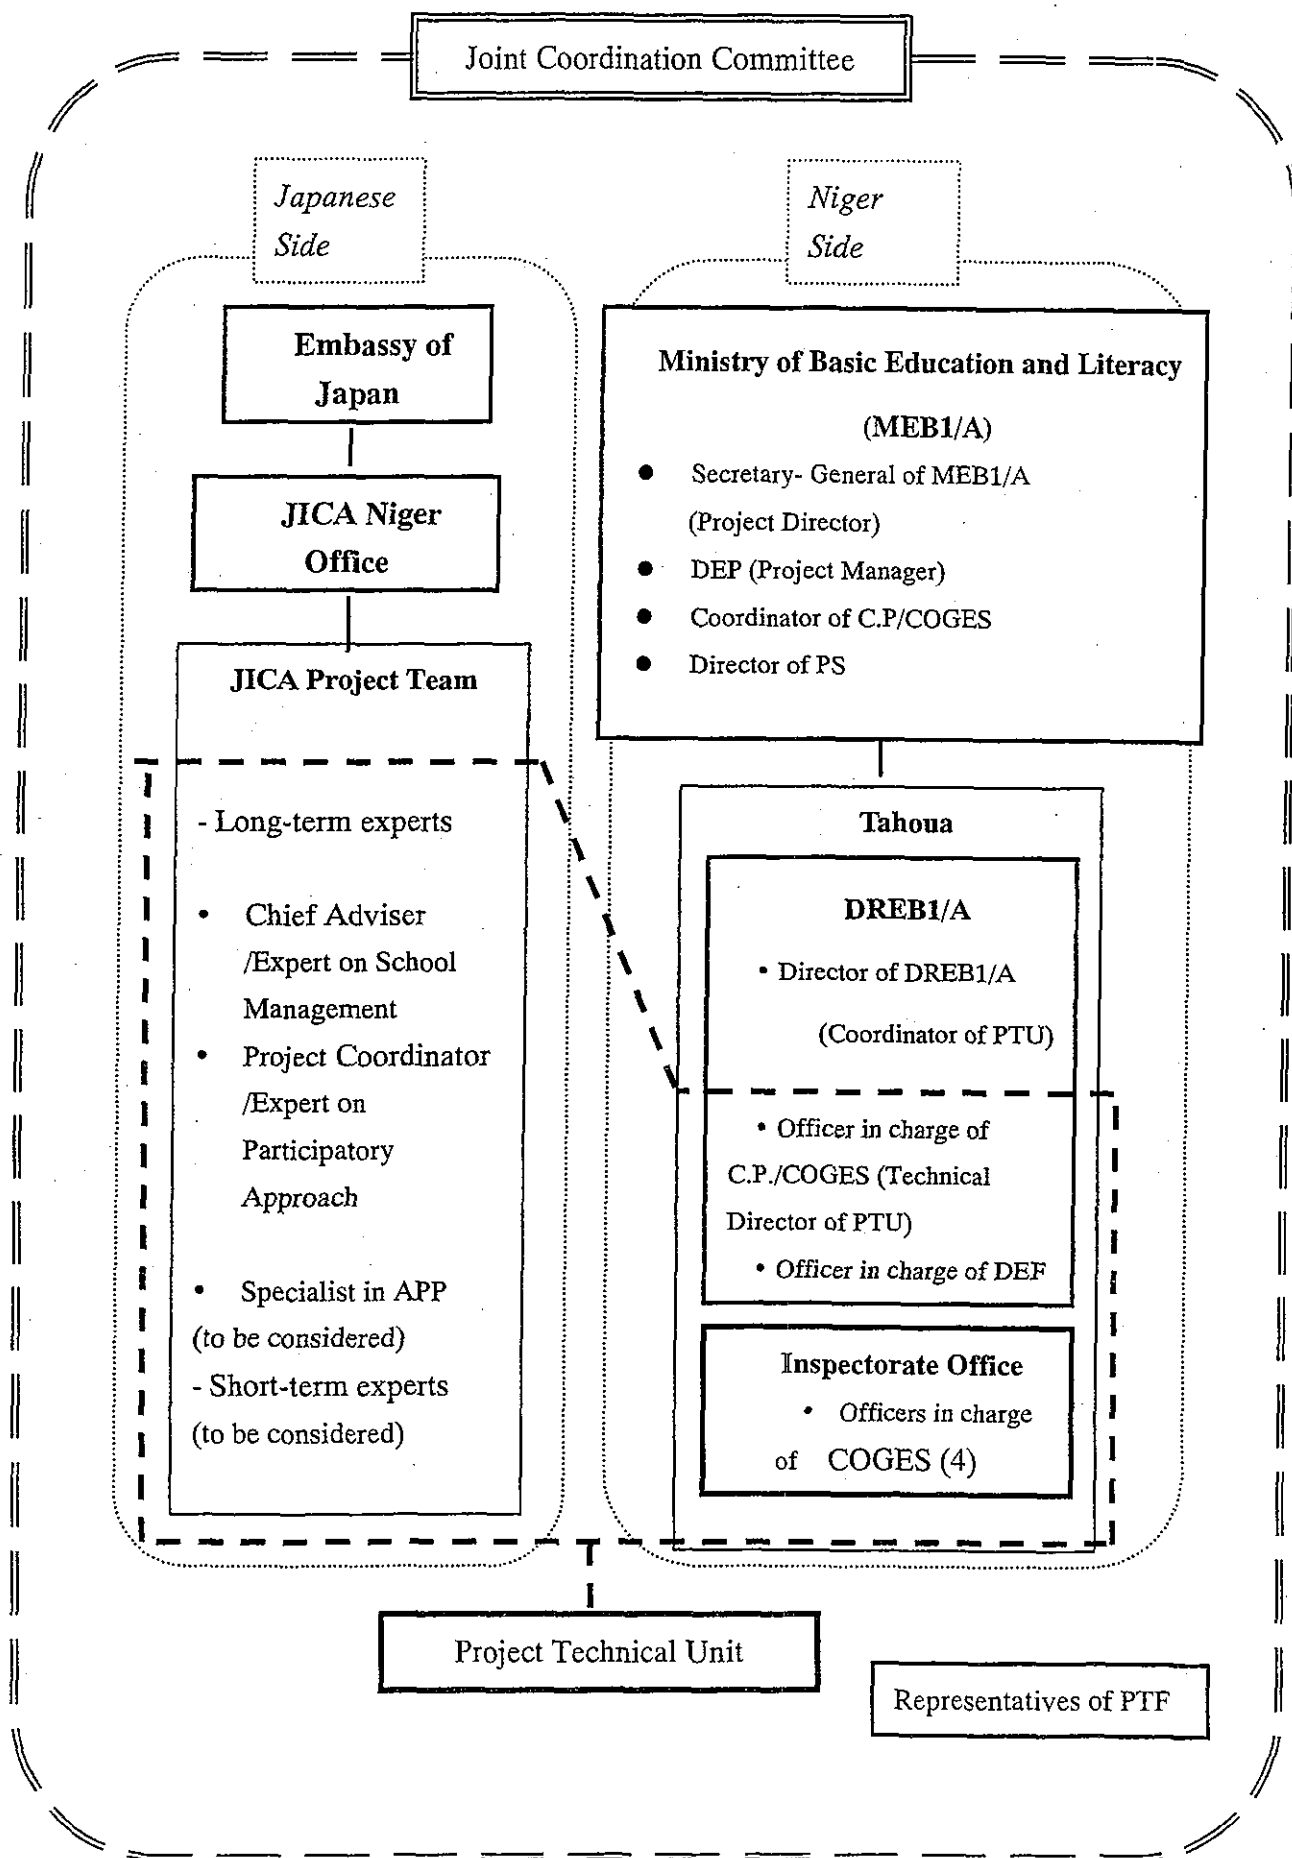 Joint Coordination Committee
Japanese
Side
Embassy of
Japan
JICA Niger
Office
JICA Project Team
- Long-term experts
• Chief Adviser
/Expert on School
Management
• Project Coordinator
/Expert on
Participatory
Approach
• Specialist in APP
(to be considered)
- Short-term experts
(to be considered)
Niger
Side
Ministry of Basic Education and Literacy
(MEB1/A)
● Secretary- General of MEB1/A
(Project Director)
● DEP (Project Manager)
● Coordinator of C.P/COGES
● Director of PS
Tahoua
DREB1/A
• Director of DREB1/A
(Coordinator of PTU)
• Officer in charge of
C.P./COGES (Technical
Director of PTU)
• Officer in charge of DEF
Inspectorate Office
• Officers in charge
of COGES (4)
Project Technical Unit
Representatives of PTF